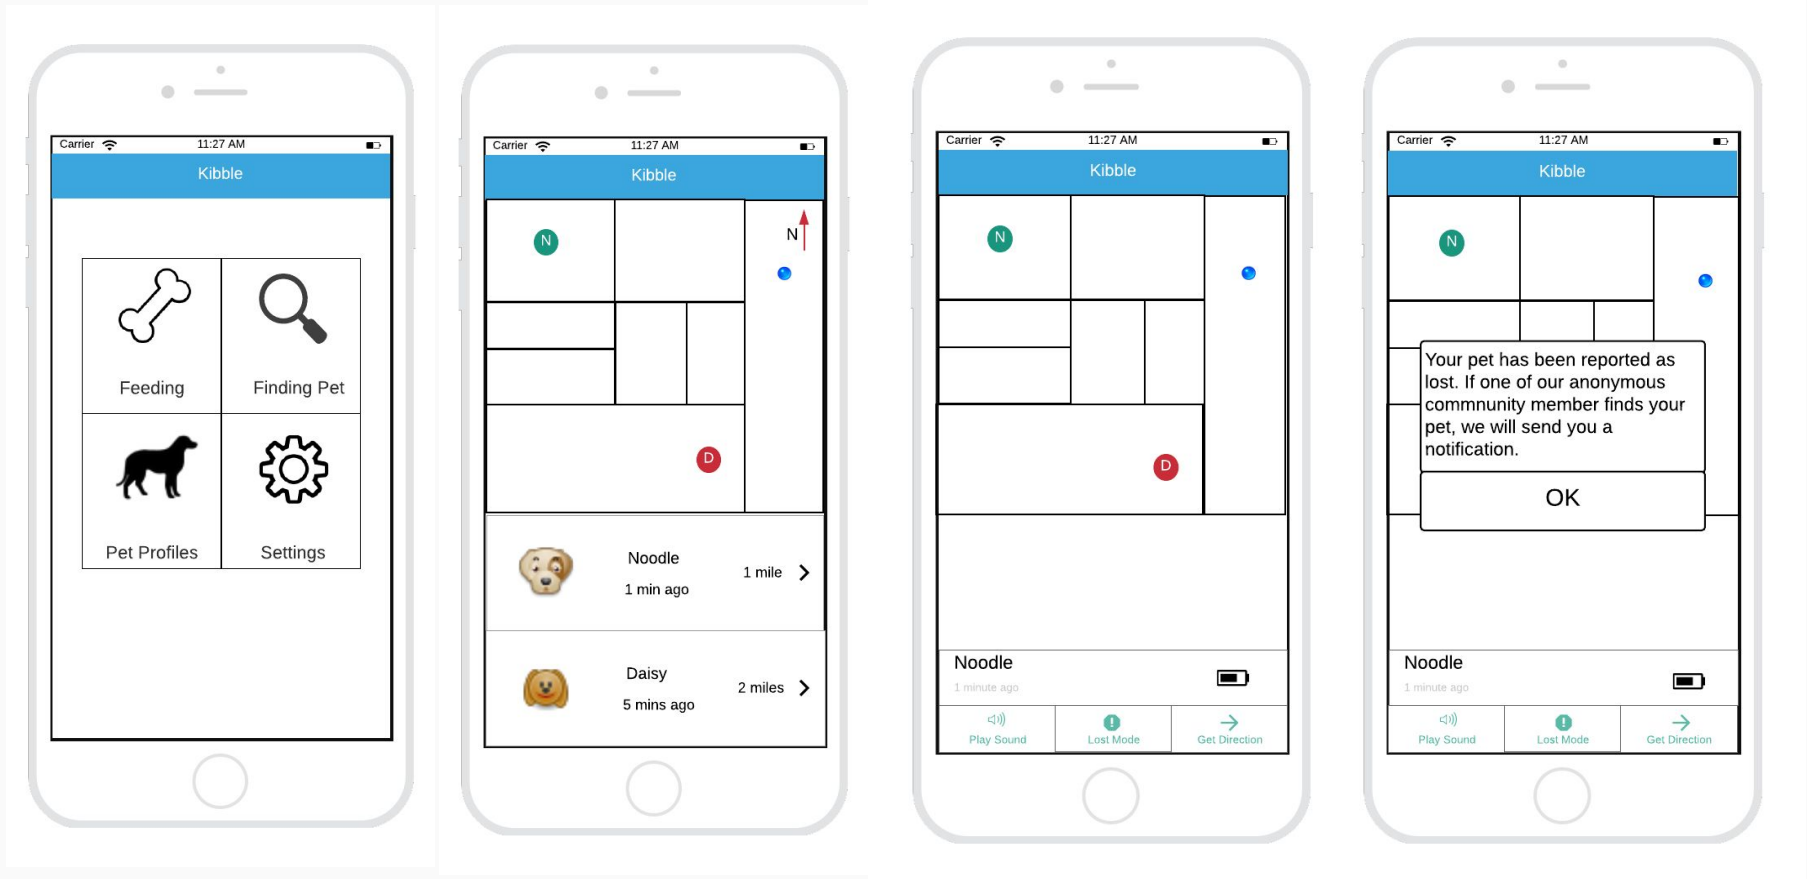 Carrier 11:27 AM
Kibble
Feeding Finding Pet
Pet Profiles Settings
Carrier 11:27 AM
Kibble
N
N
D
Noodle
1 min ago
1 mile
Daisy
5 mins ago
2 miles
Carrier 11:27 AM
Kibble
N
D
Noodle
1 minute ago
Play Sound Lost Mode Get Direction
Carrier 11:27 AM
Kibble
N
Your pet has been reported as
lost. If one of our anonymous
commnunity member finds your
pet, we will send you a
notification.
OK
Noodle
1 minute ago
Play Sound Lost Mode Get Direction